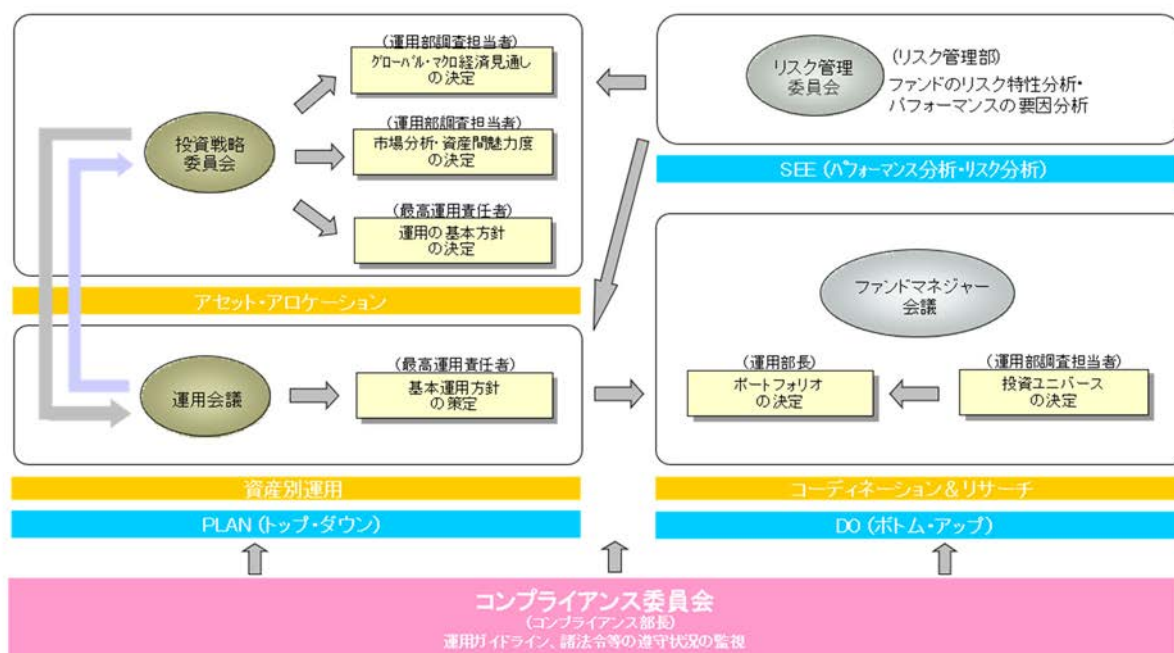 (運用部調査担当者)
グローバル・マクロ経済見通し
の決定
投資戦略
委員会
(運用部調査担当者)
市場分析・資産間魅力度
の決定
(最高運用責任者)
運用の基本方針
の決定
アセット・アロケーション
運用会議
(最高運用責任者)
基本運用方針
の策定
資産別運用
PLAN (トップ・ダウン)
リスク管理
委員会
(リスク管理部)
ファンドのリスク特性分析・
パフォーマンスの要因分析
SEE (パフォーマンス分析・リスク分析)
ファンドマネジャー
会議
(運用部長)
ポートフォリオ
の決定
(運用部調査担当者)
投資ユニバース
の決定
コーディネーション&リサーチ
DO (ボトム・アップ)
コンプライアンス委員会
(コンプライアンス部長)
運用ガイドライン、諸法令等の遵守状況の監視